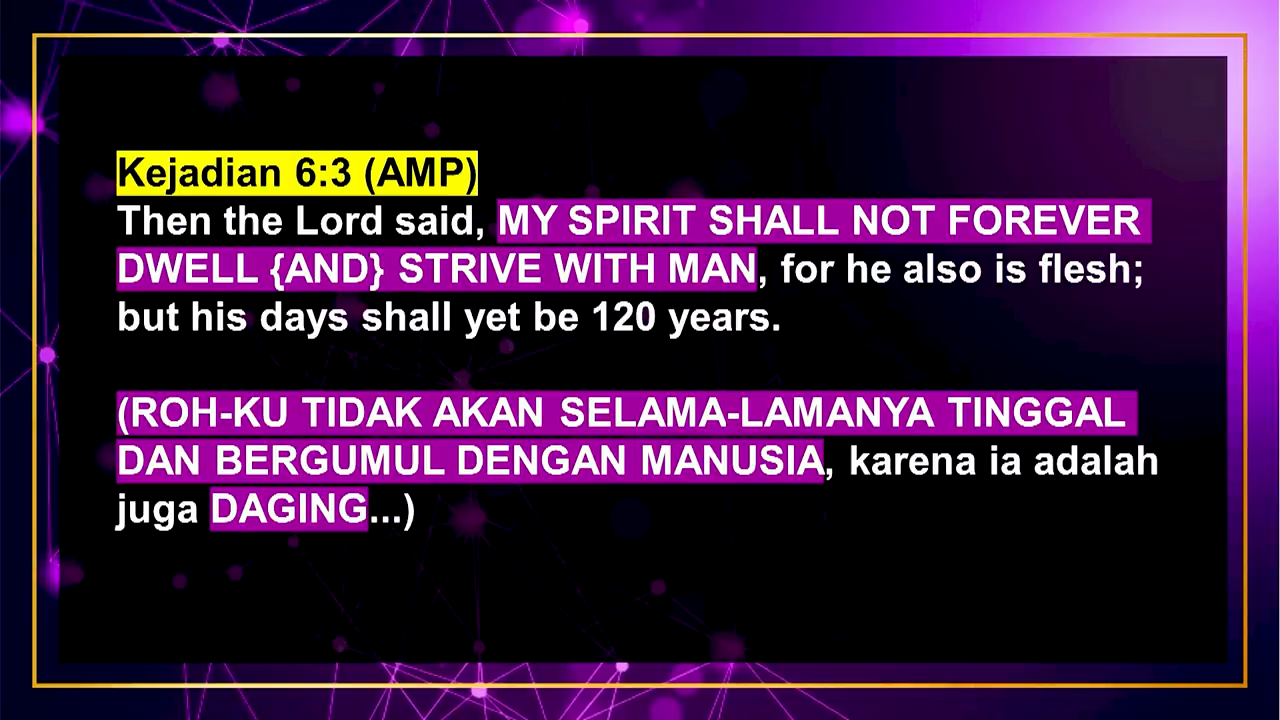 Kejadian 6:3 (AMP)
Then the Lord said, MY SPIRIT SHALL NOT FOREVER
DWELL {AND} STRIVE WITH MAN, for he also is flesh;
but his days shall yet be 120 years.
(ROH-KU TIDAK AKAN SELAMA-LAMANYA TINGGAL
DAN BERGUMUL DENGAN MANUSIA, karena ia adalah
juga DAGING...)